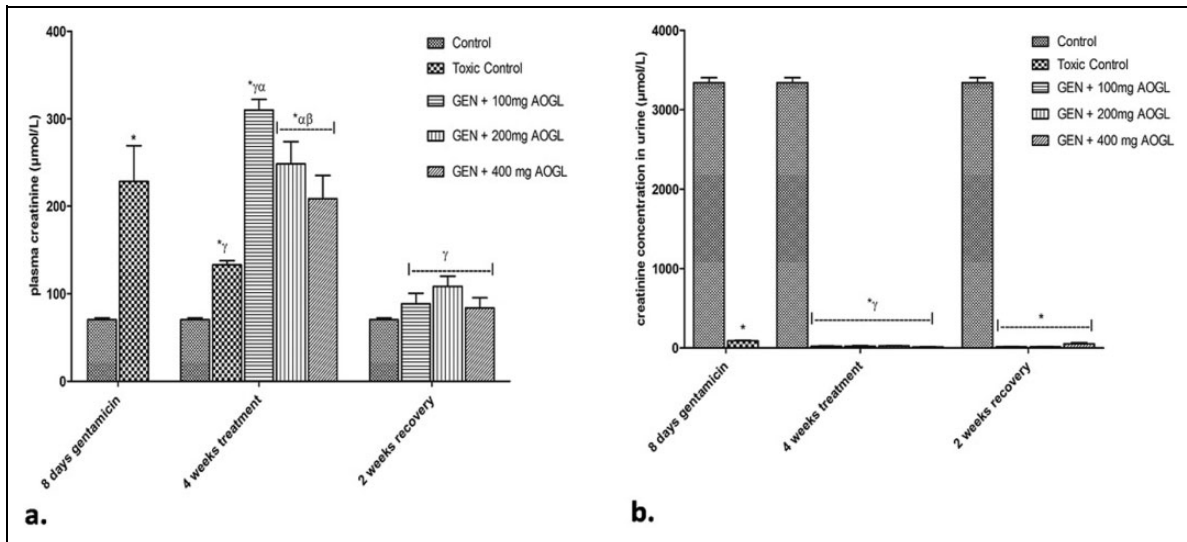 400
300
200
100
0
plasma creatinine (µmol/L)
*
*γ
*γα
*αβ
γ
Control
Toxic Control
GEN + 100mg AOGL
GEN + 200mg AOGL
GEN + 400 mg AOGL
8 days gentamicin
4 weeks treatment
2 weeks recovery
a.
4000
3000
2000
1000
0
creatinine concentration in urine (µmol/L)
*
*γ
*
Control
Toxic Control
GEN + 100mg AOGL
GEN + 200mg AOGL
GEN + 400 mg AOGL
8 days gentamicin
4 weeks treatment
2 weeks recovery
b.